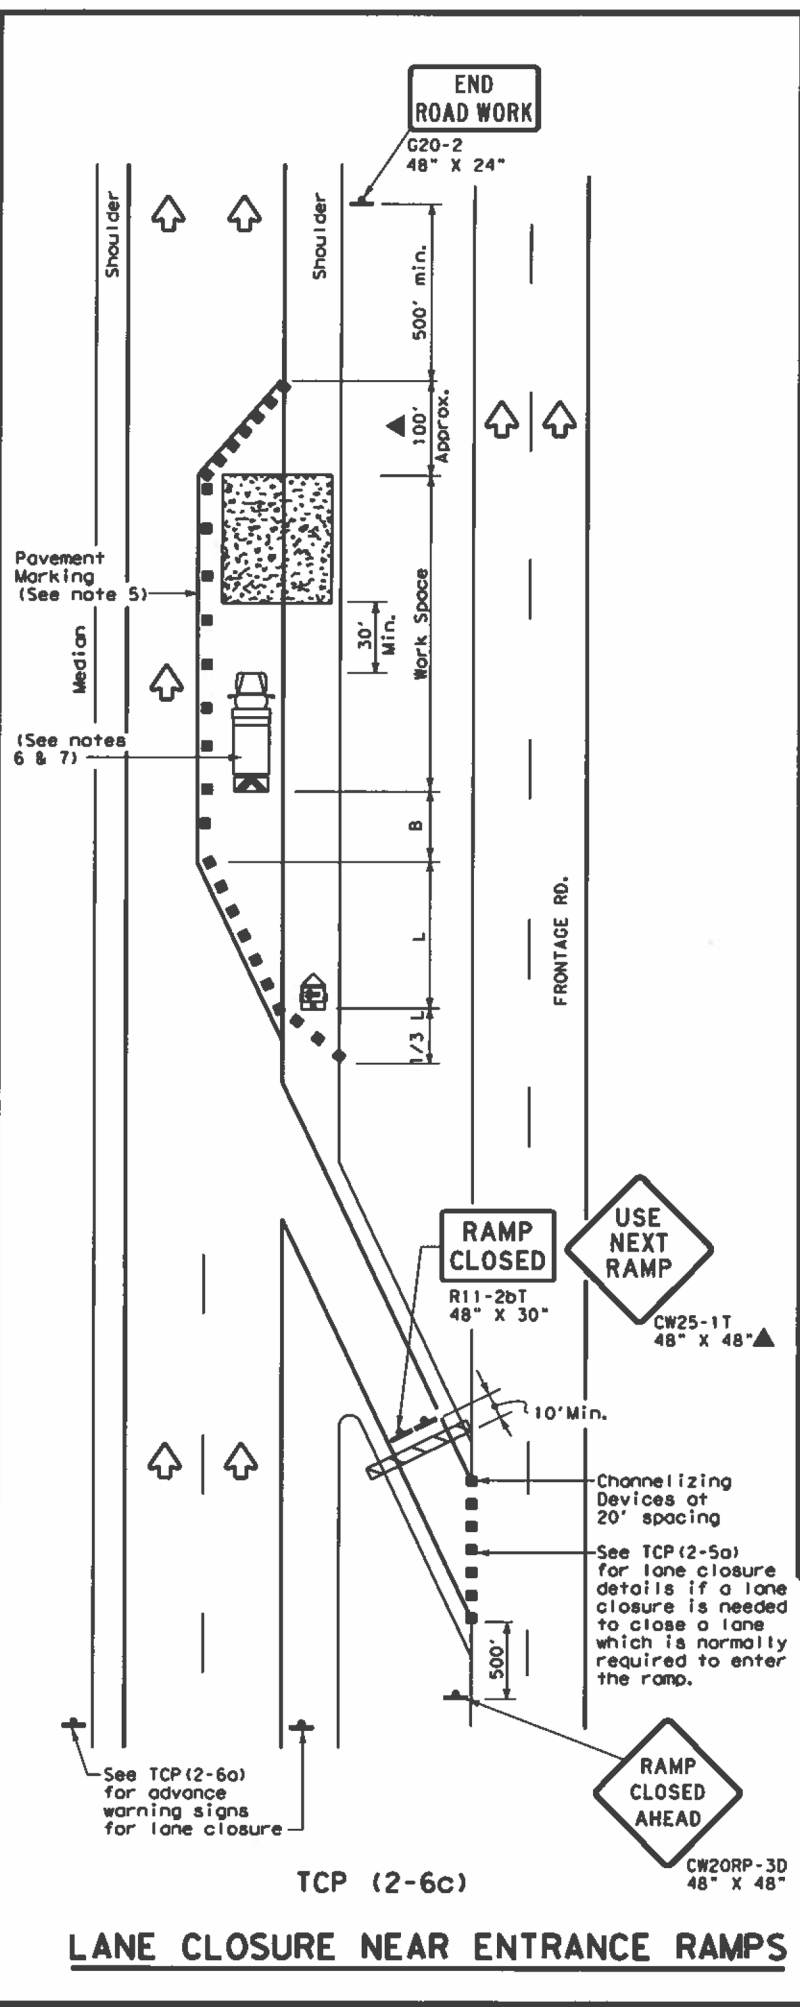 END
ROAD WORK
G20-2
48" X 24"
Shoulder
Shoulder
500' min.
100'
Approx.
Pavement
Marking
(See note 5)
Work Space
30'
Min.
Median
(See notes
6 & 7)
B
L
FRONTAGE RD.
1/3 L
RAMP
CLOSED
R11-2bT
48" X 30"
USE
NEXT
RAMP
CW25-1T
48" X 48"
10'Min.
Channelizing
Devices at
20' spacing
See TCP(2-5a)
for lane closure
details if a lane
closure is needed
to close a lane
which is normally
required to enter
the ramp.
500'
See TCP(2-6a)
for advance
warning signs
for lane closure
RAMP
CLOSED
AHEAD
CW20RP-3D
48" X 48"
TCP (2-6c)
LANE CLOSURE NEAR ENTRANCE RAMPS